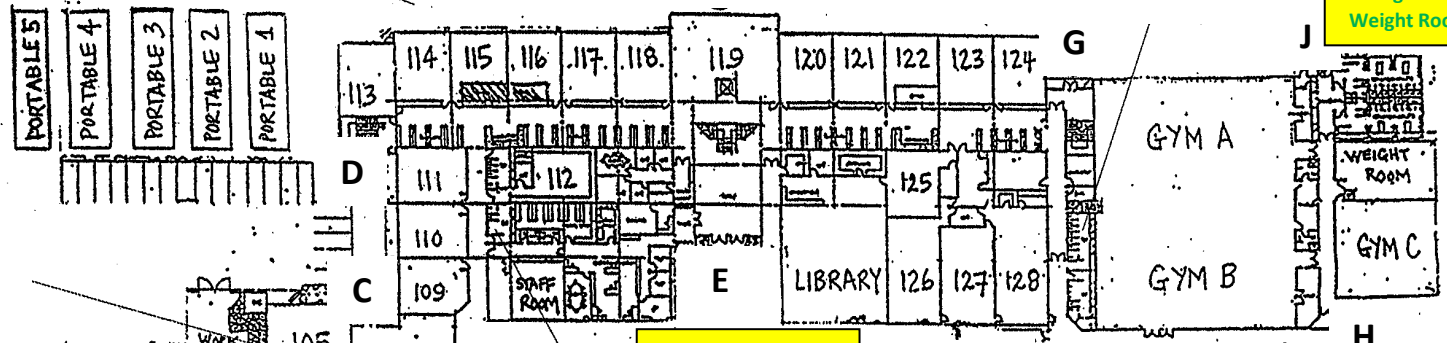 PORTABLE 5
PORTABLE 4
PORTABLE 3
PORTABLE 2
PORTABLE 1
113
114
115
116
117
118
119
120
121
122
123
124
G
J
Weight
GYM A
WEIGHT
ROOM
D
111
112
125
110
C
109
STAFF
ROOM
E
LIBRARY
126
127
128
GYM B
GYM C
H
105